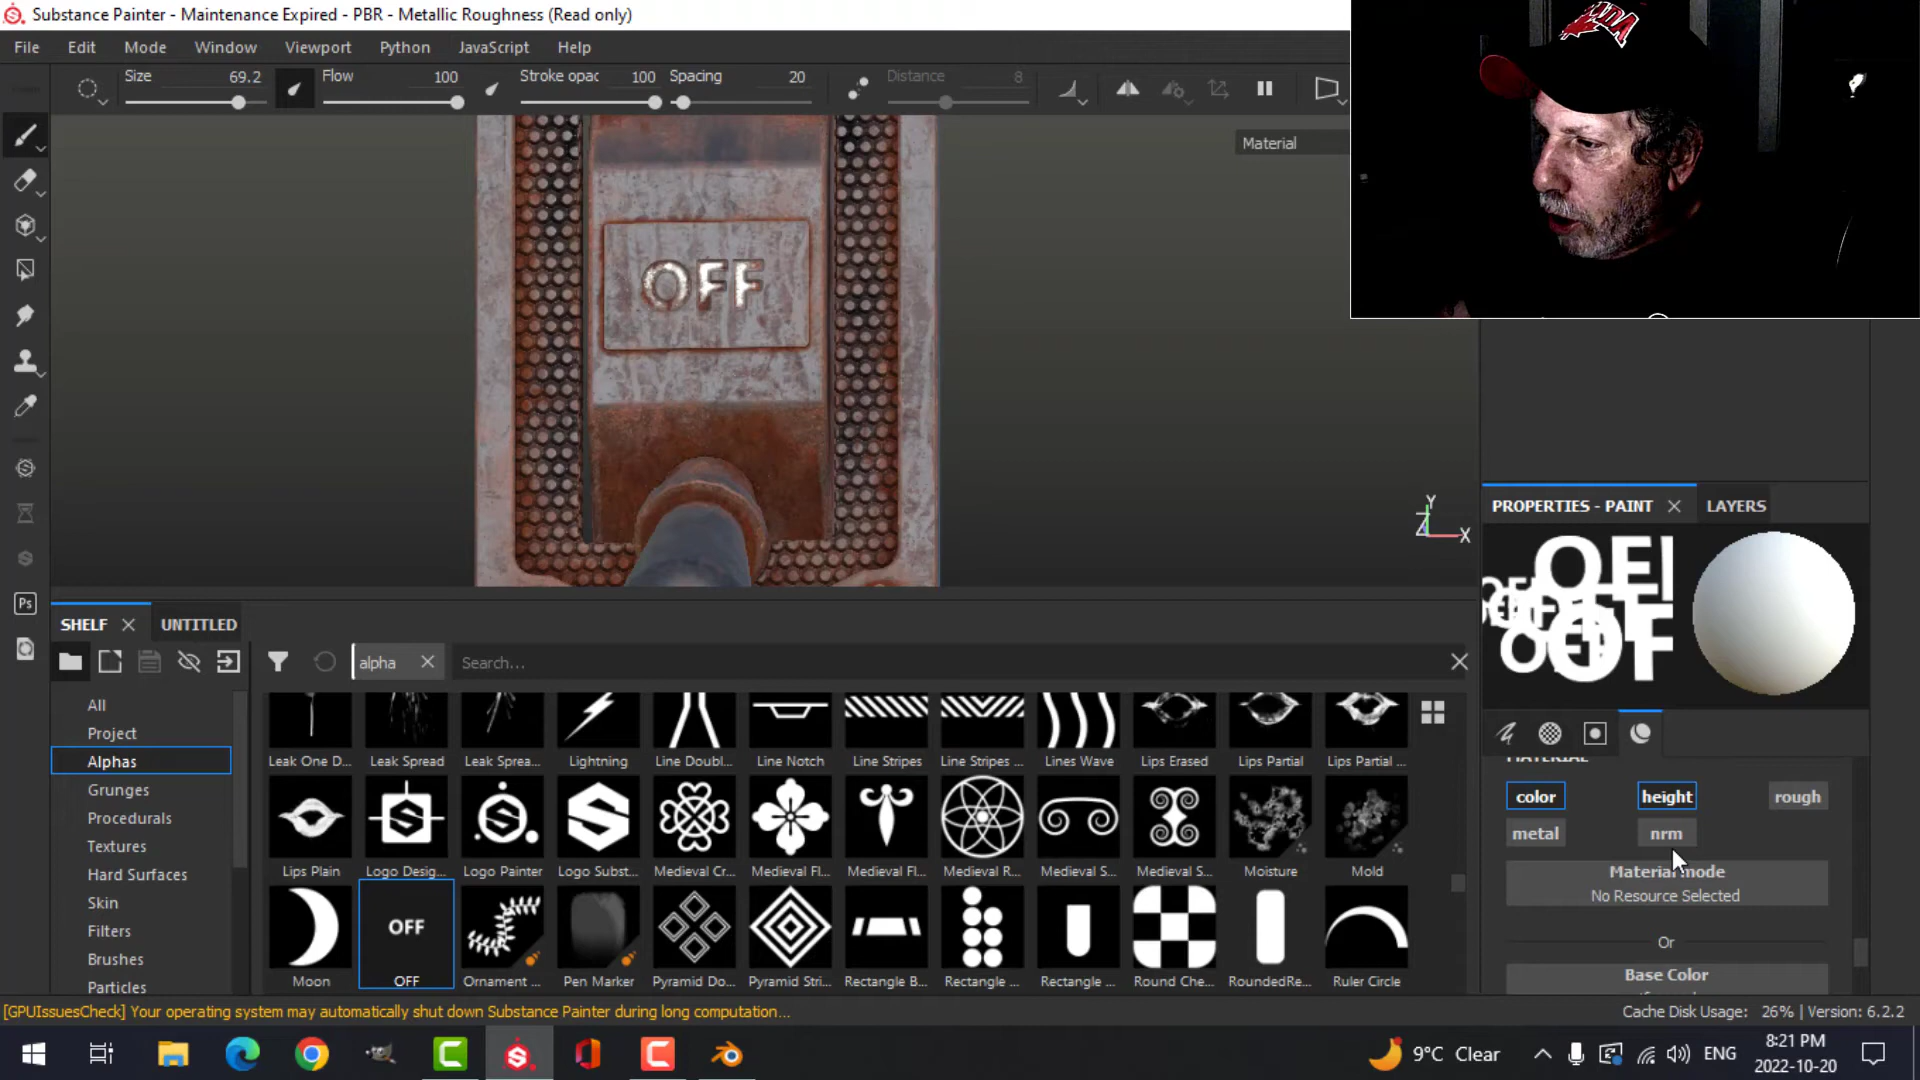 Substance Painter - Maintenance Expired - PBR - Metallic Roughness (Read only)
File Edit Mode Window Viewport Python JavaScript Help
Size 69.2 Flow 100 Stroke opac 100 Spacing 20 Distance 8
Material
OFF
Y
Z X
PROPERTIES - PAINT LAYERS
SHELF UNTITLED
alpha Search...
All
Project
Alphas
Grunges
Procedurals
Textures
Hard Surfaces
Skin
Filters
Brushes
Particles
Leak One D... Leak Spread Leak Sprea... Lightning Line Doubl... Line Notch Line Stripes Line Stripes ... Lines Wave Lips Erased Lips Partial Lips Partial ...
Lips Plain Logo Desig... Logo Painter Logo Subst... Medieval Cr... Medieval Fl... Medieval Fl... Medieval R... Medieval S... Medieval S... Moisture Mold
OFF
Moon OFF Ornament ... Pen Marker Pyramid Do... Pyramid Stri... Rectangle B... Rectangle ... Rectangle ... Round Che... RoundedRe... Ruler Circle
MATERIAL
color height rough
metal nrm
Material mode
No Resource Selected
Or
Base Color
[GPUIssuesCheck] Your operating system may automatically shut down Substance Painter during long computation...
Cache Disk Usage: 26% | Version: 6.2.2
Ps
9°C Clear ENG 8:21 PM
2022-10-20